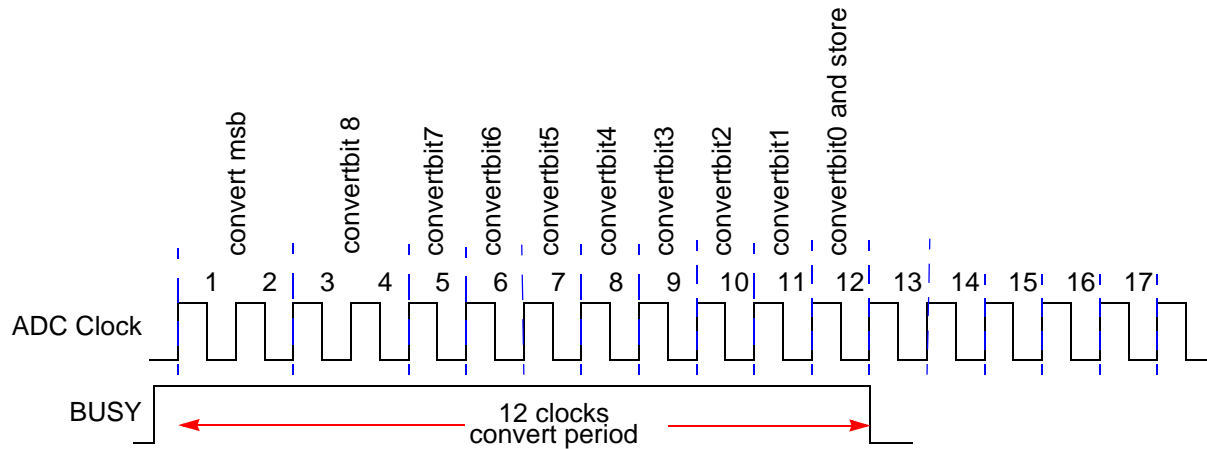 convert msb
convertbit 8
convertbit7
convertbit6
convertbit5
convertbit4
convertbit3
convertbit2
convertbit1
convertbit0 and store
1 2 3 4 5 6 7 8 9 10 11 12 13 14 15 16 17
ADC Clock
BUSY
12 clocks
convert period